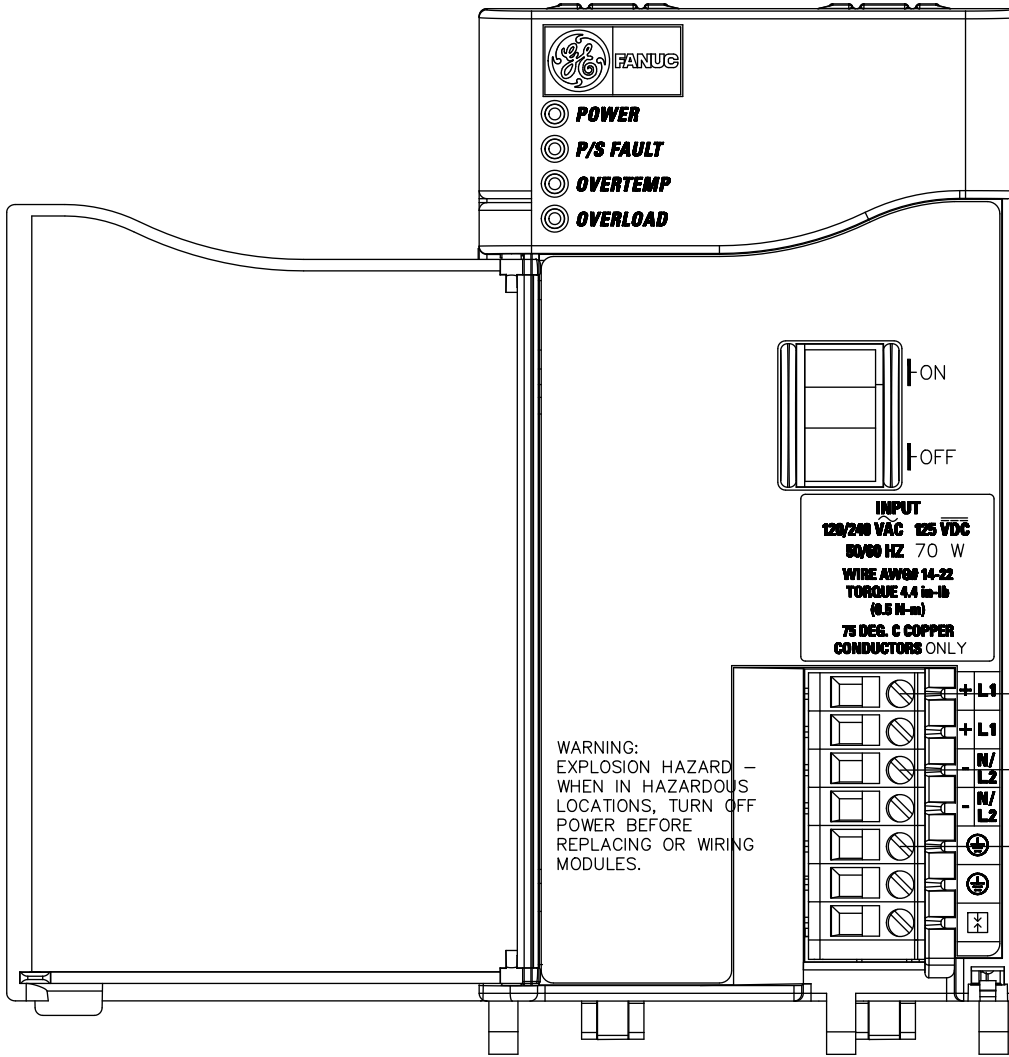 GE FANUC
POWER
P/S FAULT
OVERTEMP
OVERLOAD
ON
OFF
INPUT
120/240 VAC 125 VDC
50/60 HZ 70 W
WIRE AWG# 14-22
TORQUE 4.4 in-lb
(0.5 N-m)
75 DEG. C COPPER
CONDUCTORS ONLY
+ L1
+ L1
- N/
L2
- N/
L2
WARNING:
EXPLOSION HAZARD –
WHEN IN HAZARDOUS
LOCATIONS, TURN OFF
POWER BEFORE
REPLACING OR WIRING
MODULES.